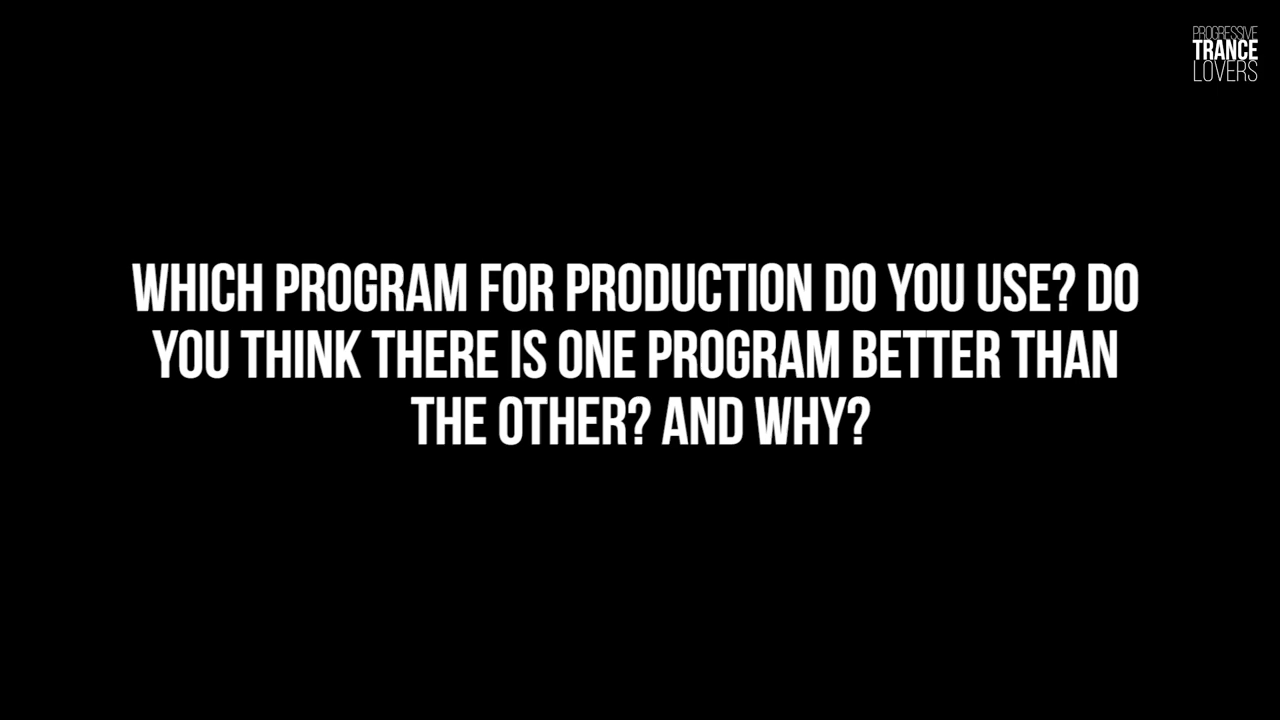 PROGRESSIVE
TRANCE
LOVERS
WHICH PROGRAM FOR PRODUCTION DO YOU USE? DO
YOU THINK THERE IS ONE PROGRAM BETTER THAN
THE OTHER? AND WHY?